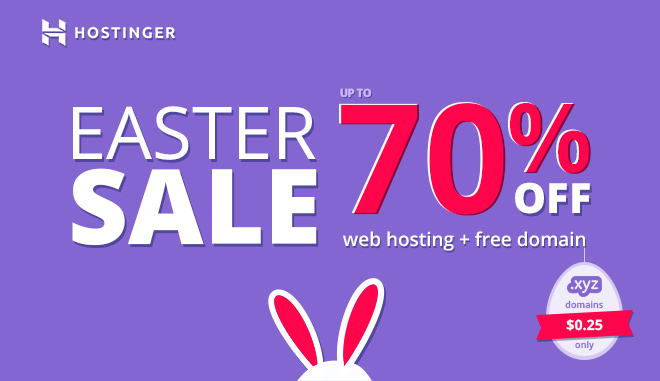 HOSTINGER
EASTER
SALE
UP TO
70%
OFF
web hosting + free domain
.xyz
domains
$0.25
only